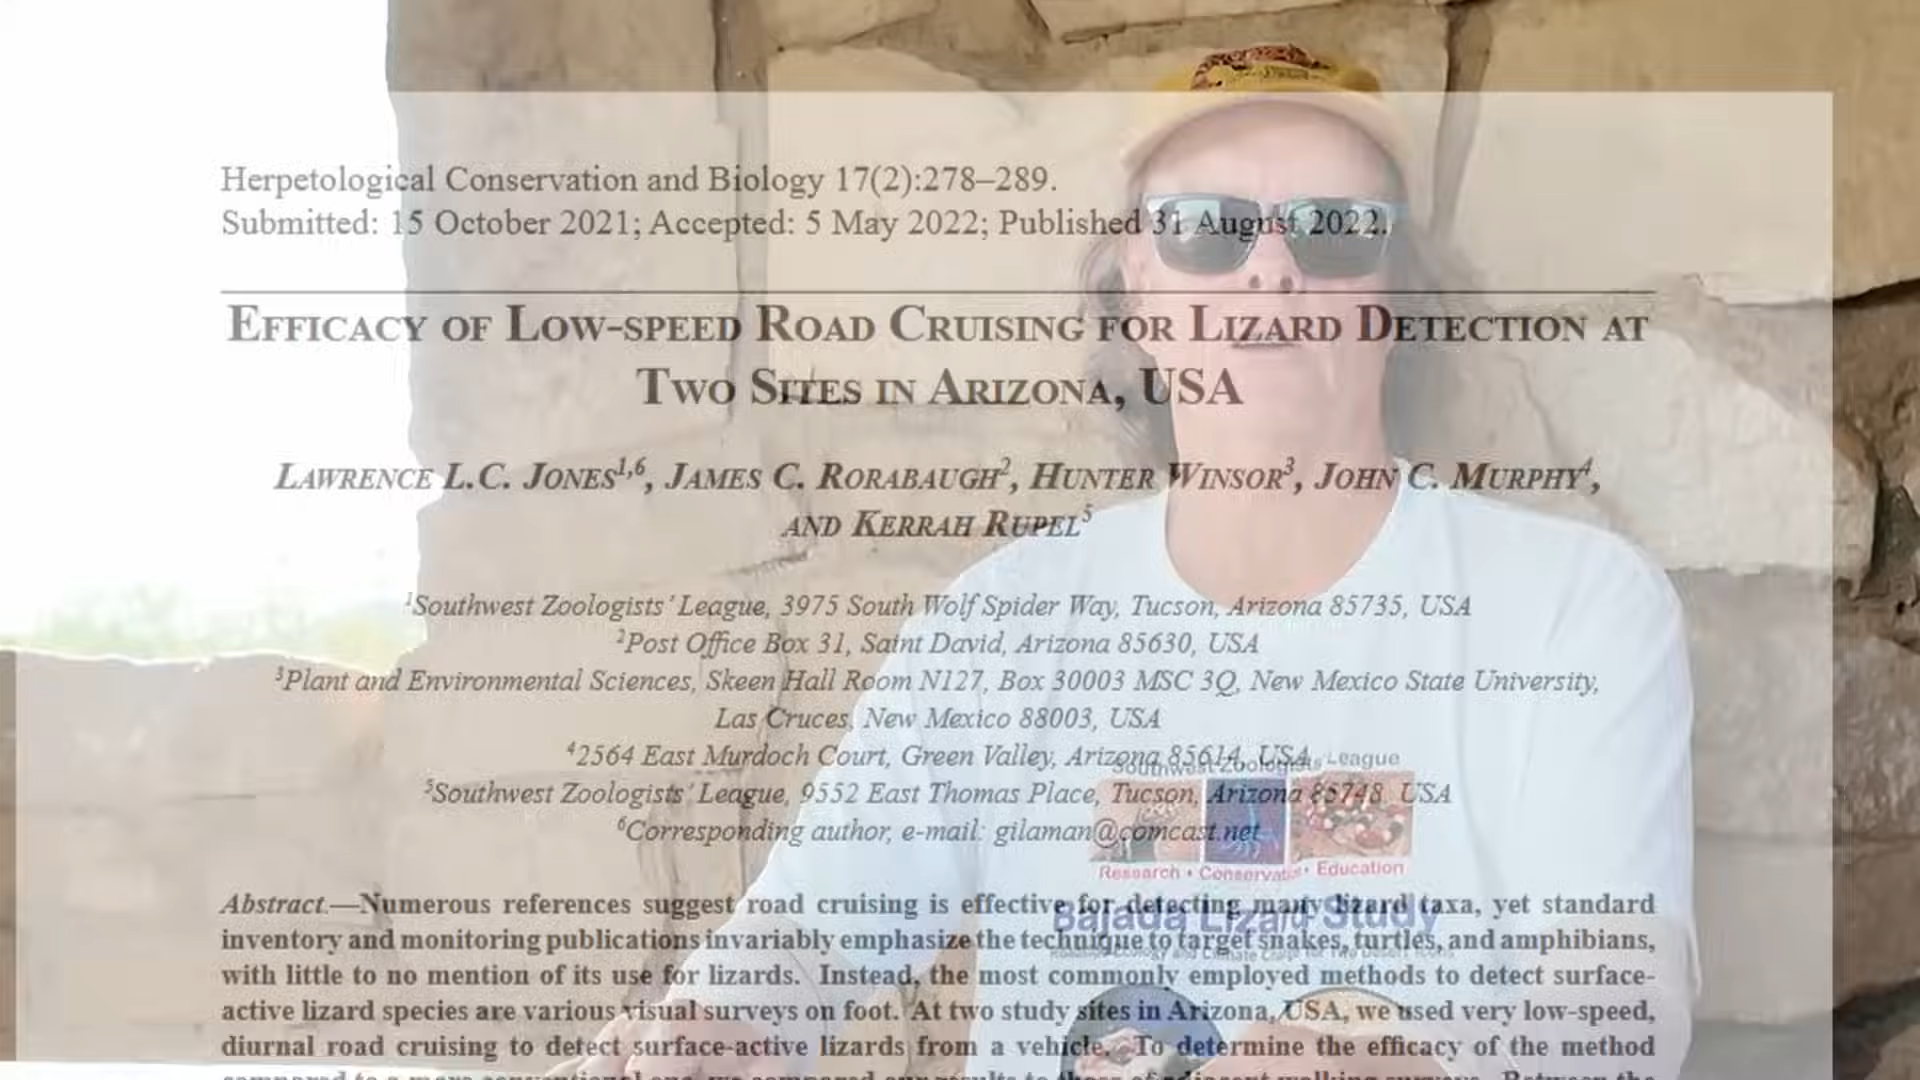 Herpetological Conservation and Biology 17(2):278–289.
Submitted: 15 October 2021; Accepted: 5 May 2022; Published 31 August 2022.
Efficacy of Low-speed Road Cruising for Lizard Detection at
Two Sites in Arizona, USA
Lawrence L.C. Jones1,6, James C. Rorabaugh2, Hunter Winsor3, John C. Murphy4,
and Kerrah Rupel5
1Southwest Zoologists' League, 3975 South Wolf Spider Way, Tucson, Arizona 85735, USA
2Post Office Box 31, Saint David, Arizona 85630, USA
3Plant and Environmental Sciences, Skeen Hall Room N127, Box 30003 MSC 3Q, New Mexico State University,
Las Cruces, New Mexico 88003, USA
42564 East Murdoch Court, Green Valley, Arizona 85614, USA
5Southwest Zoologists' League, 9552 East Thomas Place, Tucson, Arizona 85748, USA
6Corresponding author, e-mail: gilaman@comcast.net
Abstract.—Numerous references suggest road cruising is effective for detecting many lizard taxa, yet standard
inventory and monitoring publications invariably emphasize the technique to target snakes, turtles, and amphibians,
with little to no mention of its use for lizards. Instead, the most commonly employed methods to detect surface-
active lizard species are various visual surveys on foot. At two study sites in Arizona, USA, we used very low-speed,
diurnal road cruising to detect surface-active lizards from a vehicle. To determine the efficacy of the method
Southwest Zoologists' League
Research • Conservation • Education
Bajada Lizard Study